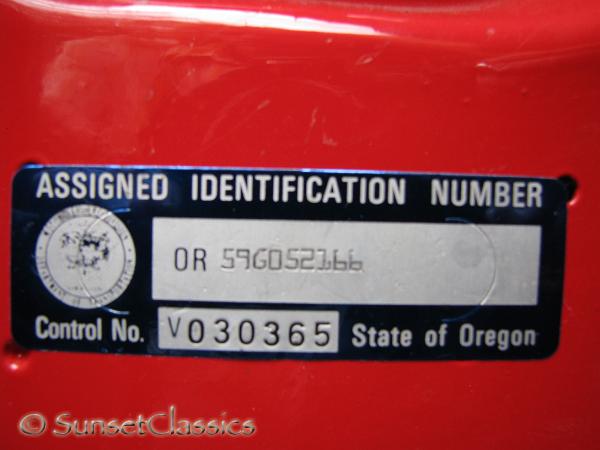 ASSIGNED IDENTIFICATION NUMBER
OR 59G052166
Control No. V030365 State of Oregon
© SunsetClassics